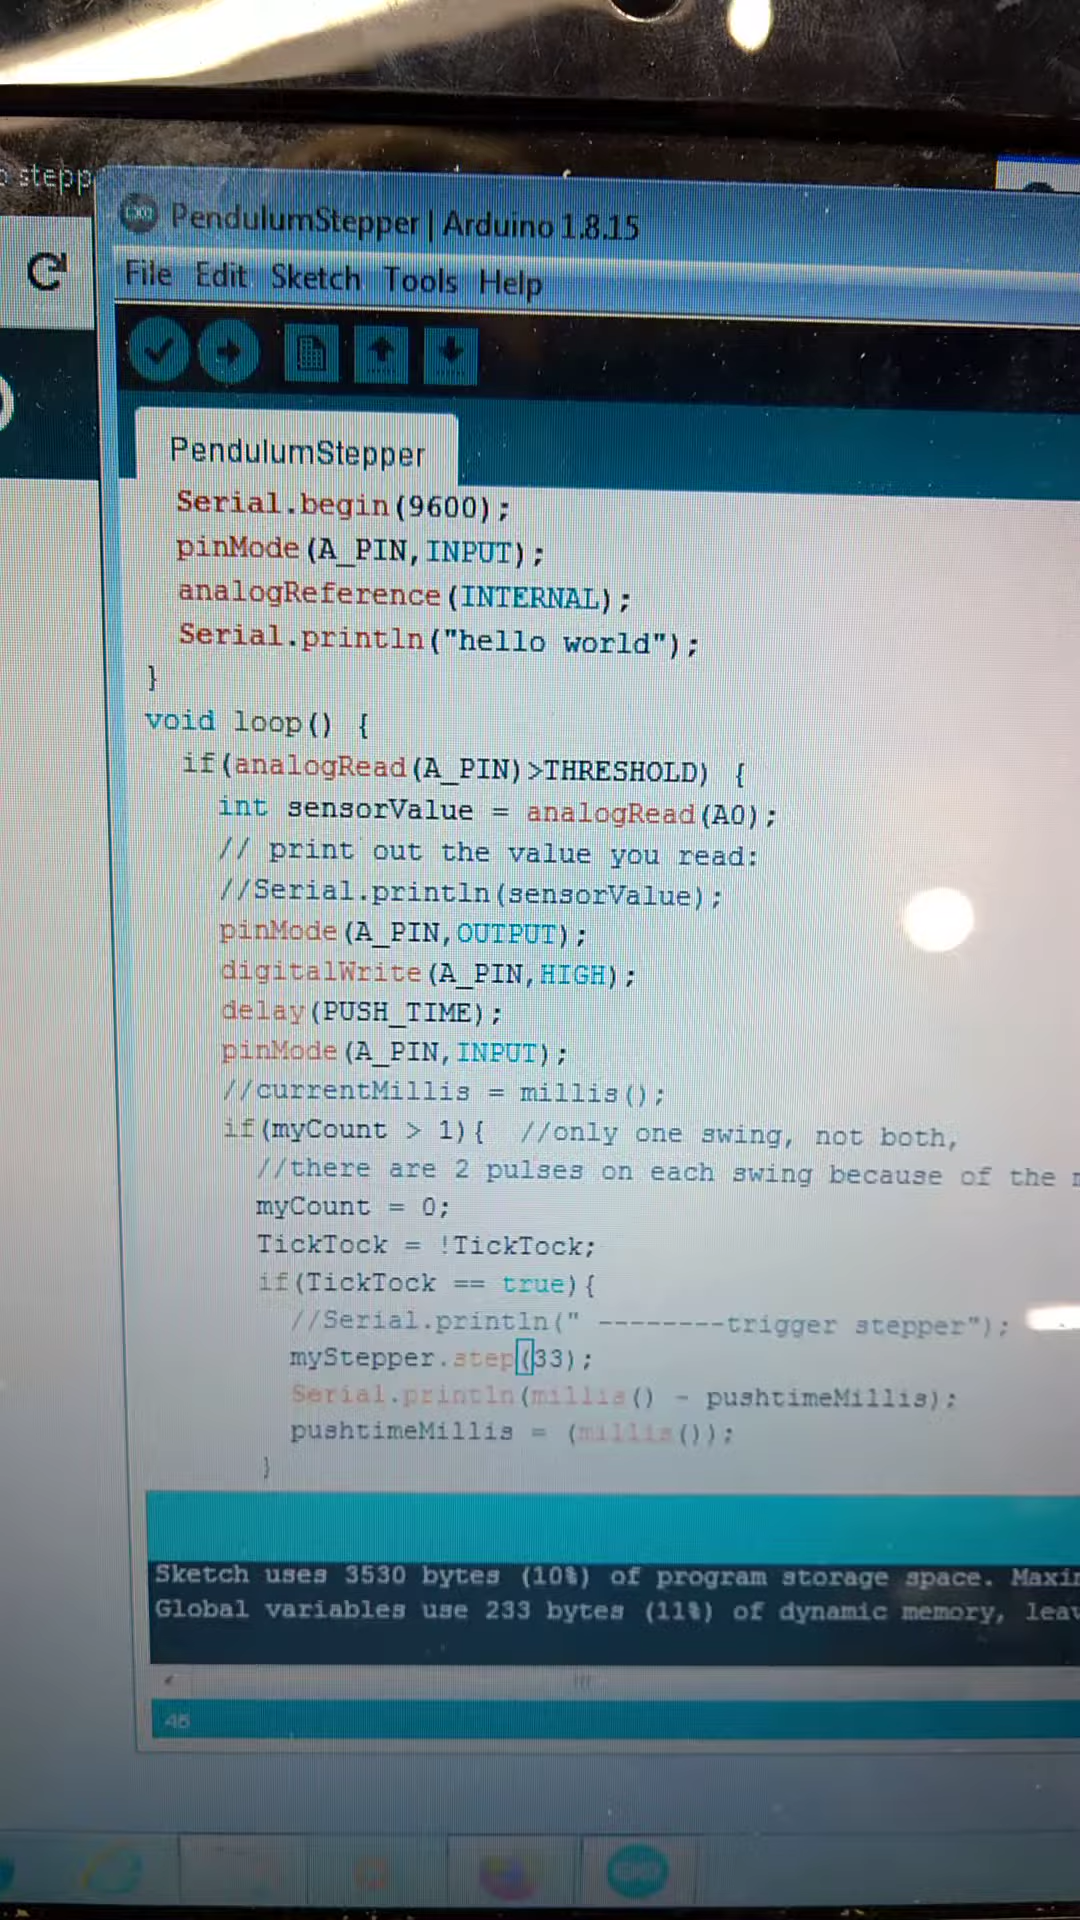 stepp
PendulumStepper | Arduino 1.8.15
File Edit Sketch Tools Help
PendulumStepper
Serial.begin(9600);
pinMode(A_PIN,INPUT);
analogReference(INTERNAL);
Serial.println("hello world");
}
void loop() {
if(analogRead(A_PIN)>THRESHOLD) {
int sensorValue = analogRead(A0);
// print out the value you read:
//Serial.println(sensorValue);
pinMode(A_PIN,OUTPUT);
digitalWrite(A_PIN,HIGH);
delay(PUSH_TIME);
pinMode(A_PIN,INPUT);
//currentMillis = millis();
if(myCount > 1){ //only one swing, not both,
//there are 2 pulses on each swing because of the
myCount = 0;
TickTock = !TickTock;
if(TickTock == true){
//Serial.println(" --------trigger stepper");
myStepper.step(33);
Serial.println(millis() - pushtimeMillis);
pushtimeMillis = (millis());
}
Sketch uses 3530 bytes (10%) of program storage space. Maxi
Global variables use 233 bytes (11%) of dynamic memory, leav
45